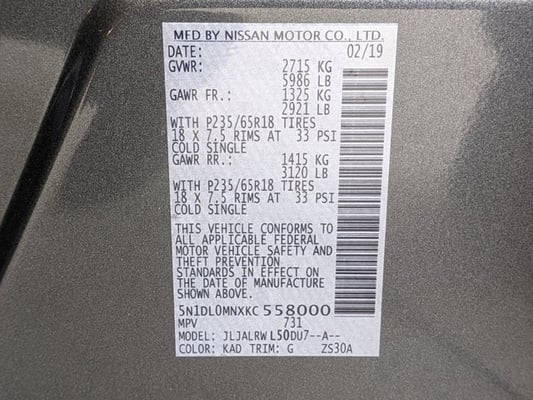 MFD BY NISSAN MOTOR CO., LTD.
DATE: 02/19
GVWR: 2715 KG
5986 LB
GAWR FR.: 1325 KG
2921 LB
WITH P235/65R18 TIRES
18 X 7.5 RIMS AT 33 PSI
COLD SINGLE
GAWR RR.: 1415 KG
3120 LB
WITH P235/65R18 TIRES
18 X 7.5 RIMS AT 33 PSI
COLD SINGLE
THIS VEHICLE CONFORMS TO
ALL APPLICABLE FEDERAL
MOTOR VEHICLE SAFETY AND
THEFT PREVENTION
STANDARDS IN EFFECT ON
THE DATE OF MANUFACTURE
SHOWN ABOVE.
5N1DL0MNXKC558000
MPV 731
MODEL: JLJALRWL50DU7--A--
COLOR: KAD TRIM: G ZS30A